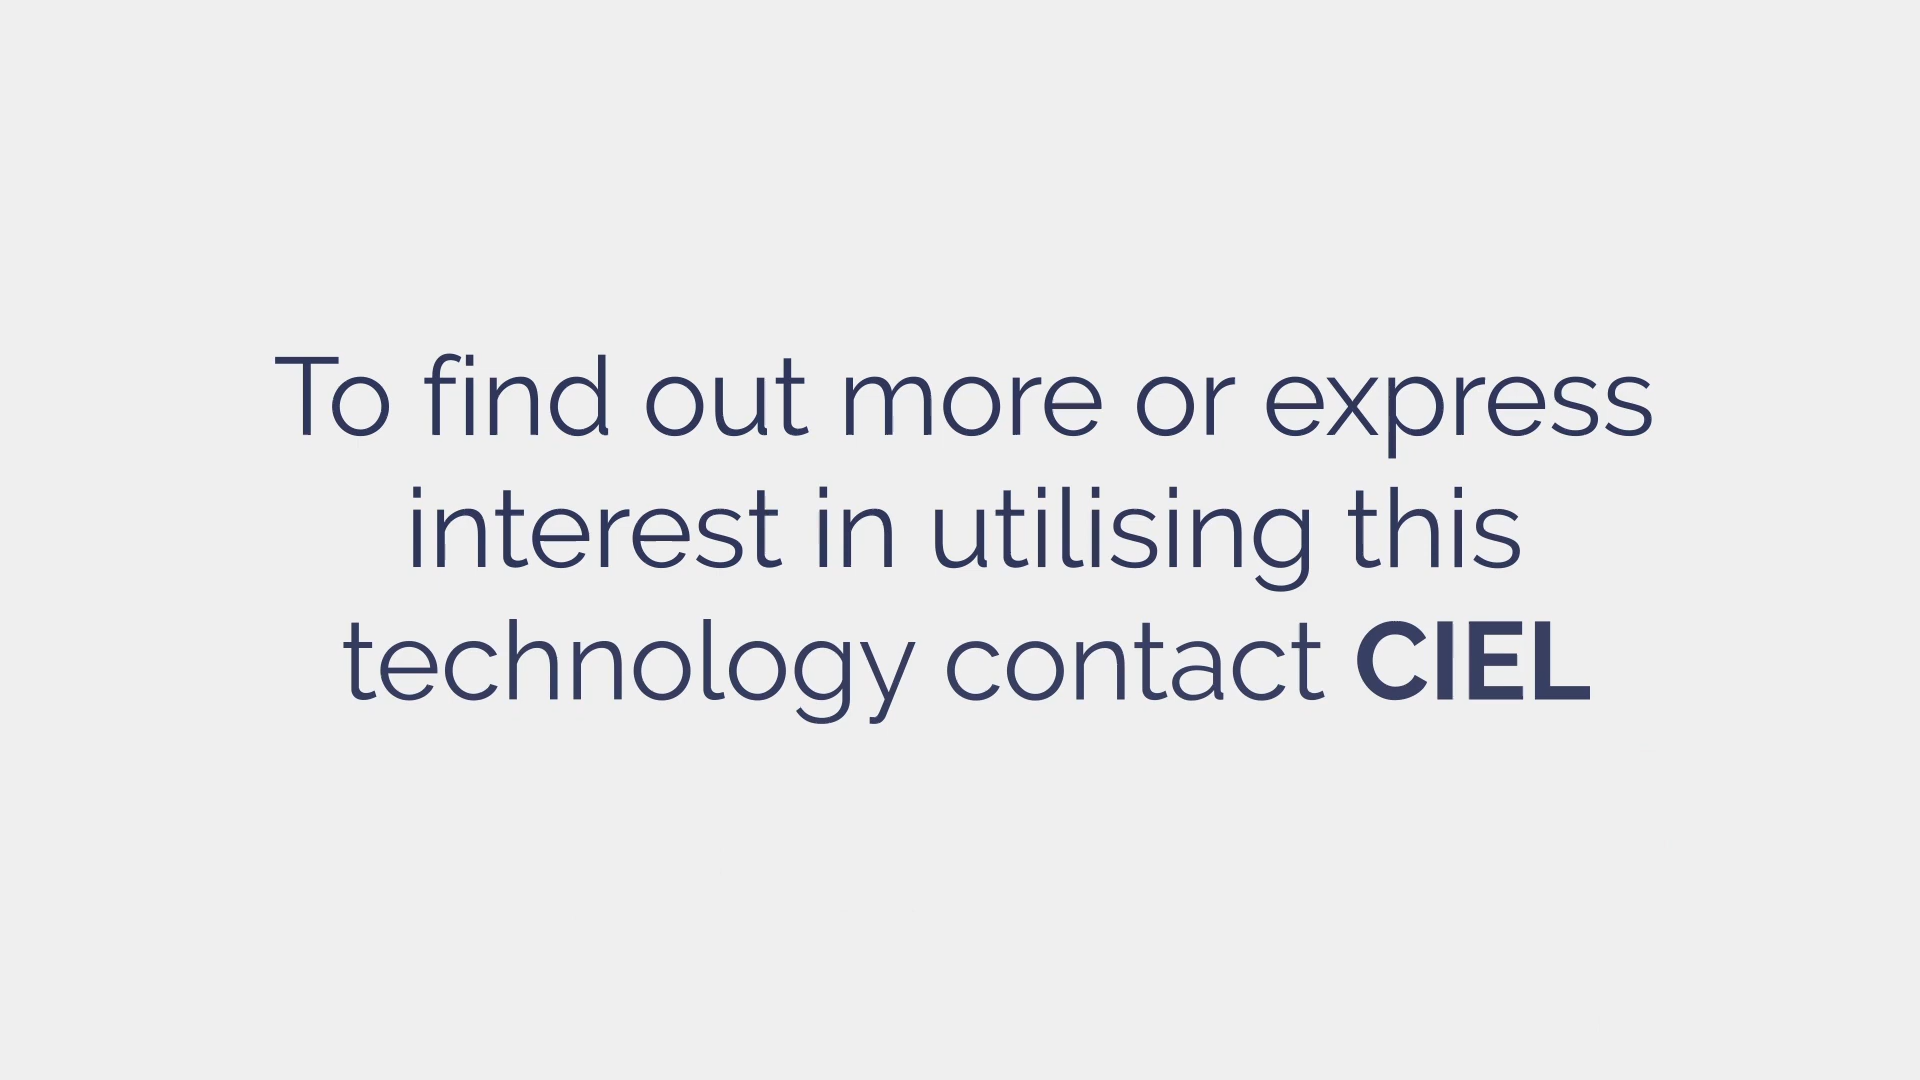 To find out more or express
interest in utilising this
technology contact CIEL